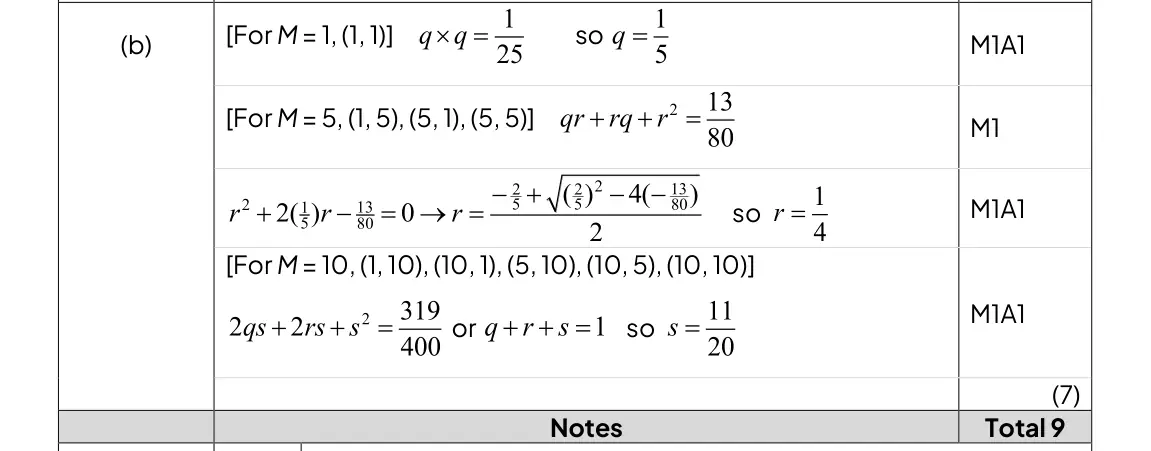 (b) [For M = 1, (1, 1)] q × q = 1/25 so q = 1/5 M1A1
[For M = 5, (1, 5), (5, 1), (5, 5)] qr + rq + r² = 13/80 M1
r² + 2(1/5)r − 13/80 = 0 → r = (−2/5 + √((2/5)² − 4(−13/80)))/2 so r = 1/4 M1A1
[For M = 10, (1, 10), (10, 1), (5, 10), (10, 5), (10, 10)]
2qs + 2rs + s² = 319/400 or q + r + s = 1 so s = 11/20 M1A1
(7)
Notes Total 9